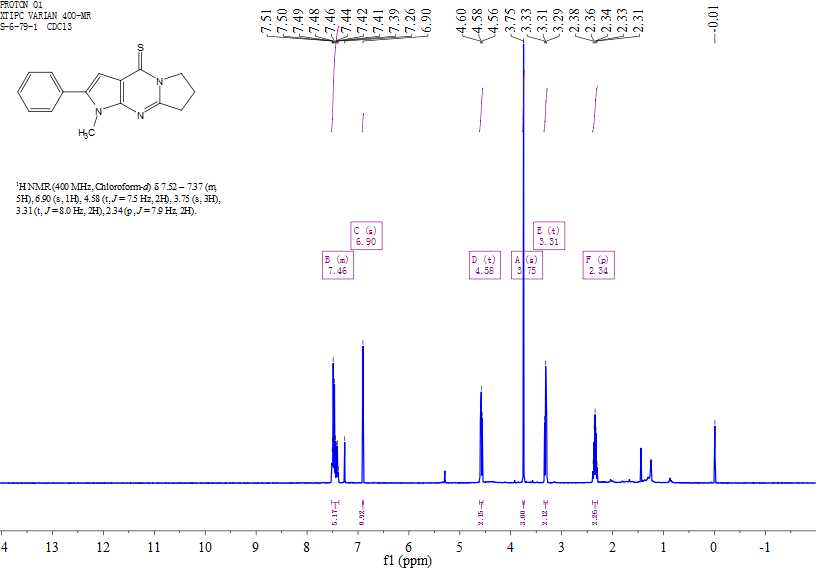 PROTON 01
XTIPC VARIAN 400-MR
S-6-79-1 CDCl3
7.51
7.50
7.49
7.48
7.46
7.44
7.42
7.41
7.39
7.26
6.90
4.60
4.58
4.56
3.75
3.33
3.31
3.29
2.38
2.36
2.34
2.33
2.31
-0.01
S
N
N
N
H₃C
¹H NMR (400 MHz, Chloroform-d) δ 7.52 – 7.37 (m,
5H), 6.90 (s, 1H), 4.58 (t, J = 7.5 Hz, 2H), 3.75 (s, 3H),
3.31 (t, J = 8.0 Hz, 2H), 2.34 (p, J = 7.9 Hz, 2H).
C (s)
6.90
E (t)
3.31
B (m)
7.46
D (t)
4.58
A (s)
3.75
F (p)
2.34
5.17
0.92
2.15
3.00
2.12
2.26
4 13 12 11 10 9 8 7 6 5 4 3 2 1 0 -1
f1 (ppm)